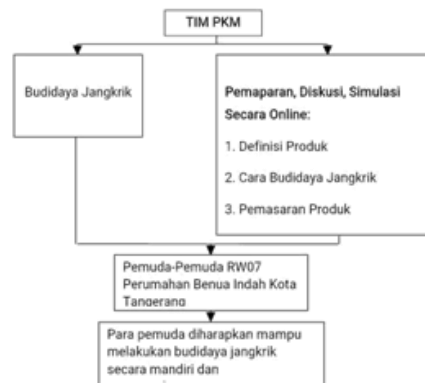 TIM PKM
Budidaya Jangkrik
Pemaparan, Diskusi, Simulasi
Secara Online:
1. Definisi Produk
2. Cara Budidaya Jangkrik
3. Pemasaran Produk
Pemuda-Pemuda RW07
Perumahan Benua Indah Kota
Tangerang
Para pemuda diharapkan mampu
melakukan budidaya jangkrik
secara mandiri dan